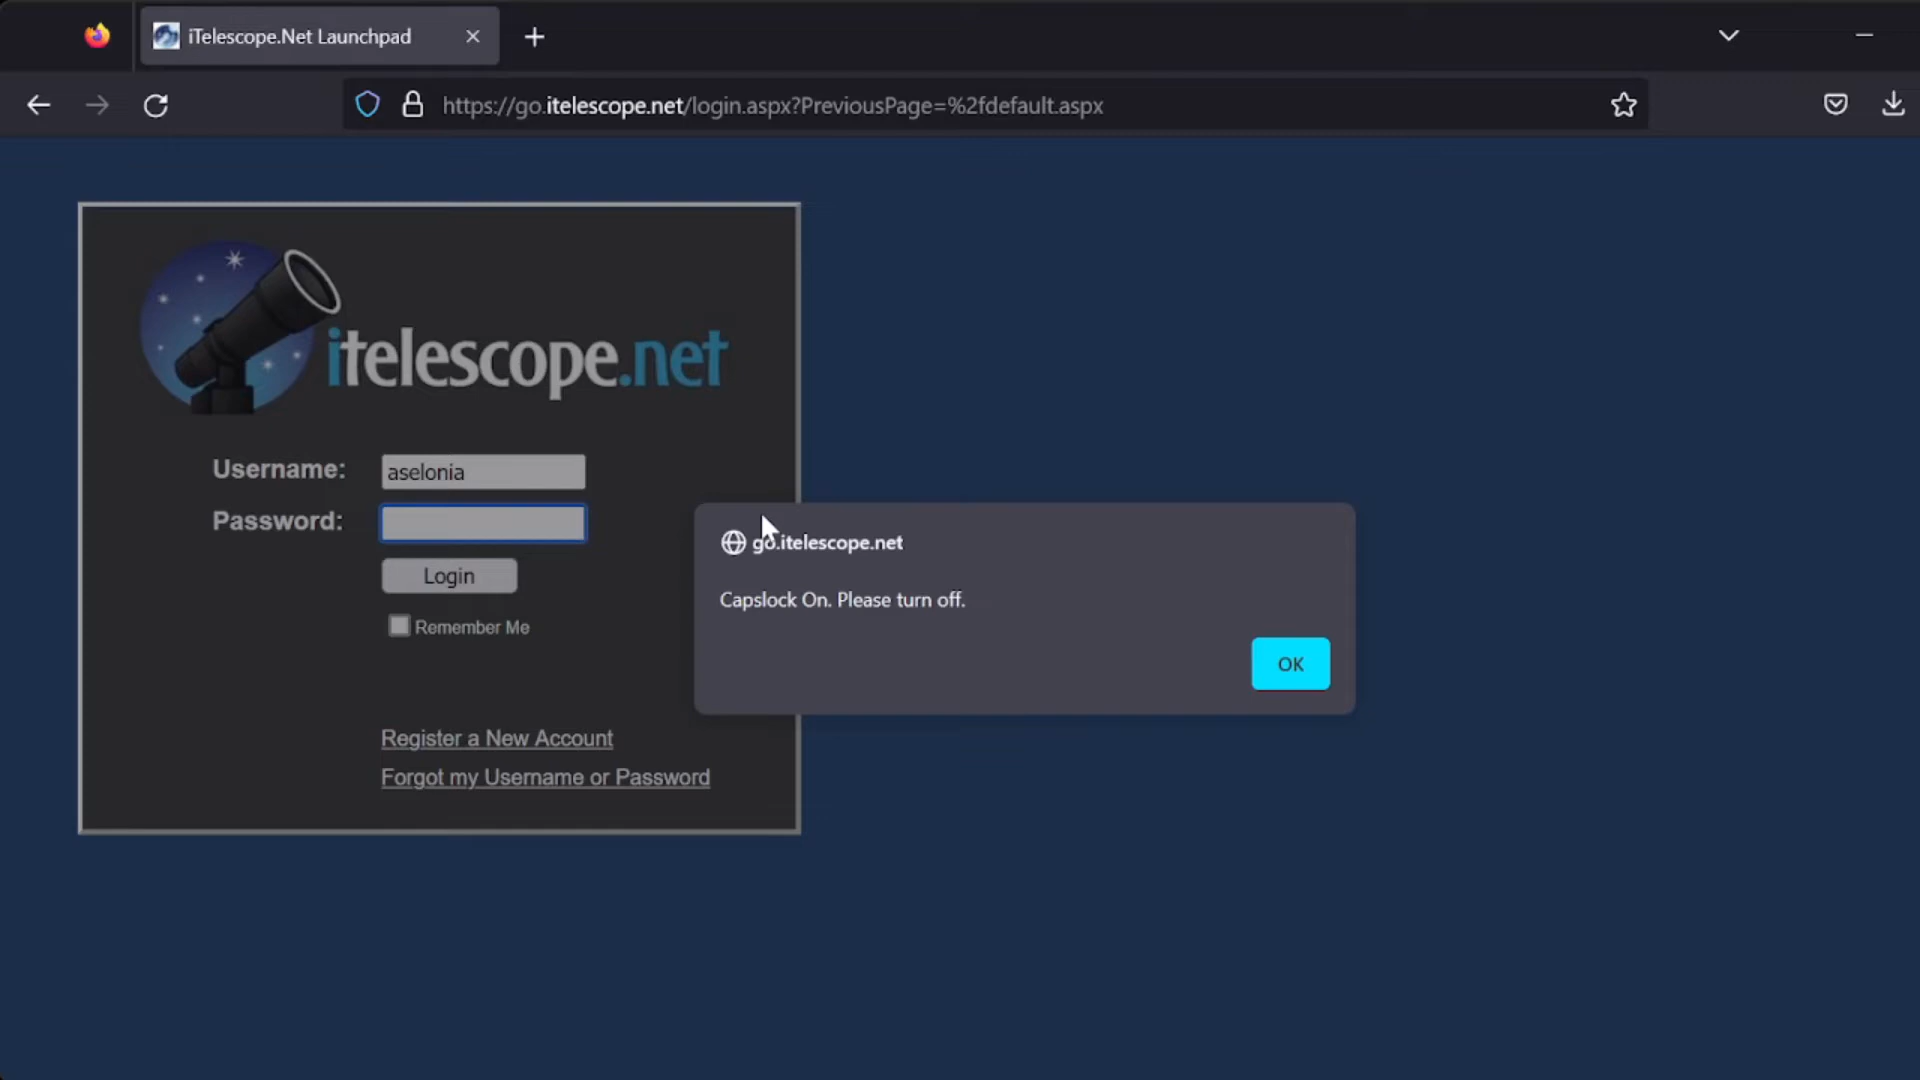 iTelescope.Net Launchpad
https://go.itelescope.net/login.aspx?PreviousPage=%2fdefault.aspx
itelescope.net
Username: aselonia
Password:
go.itelescope.net
Login
Capslock On. Please turn off.
Remember Me
OK
Register a New Account
Forgot my Username or Password